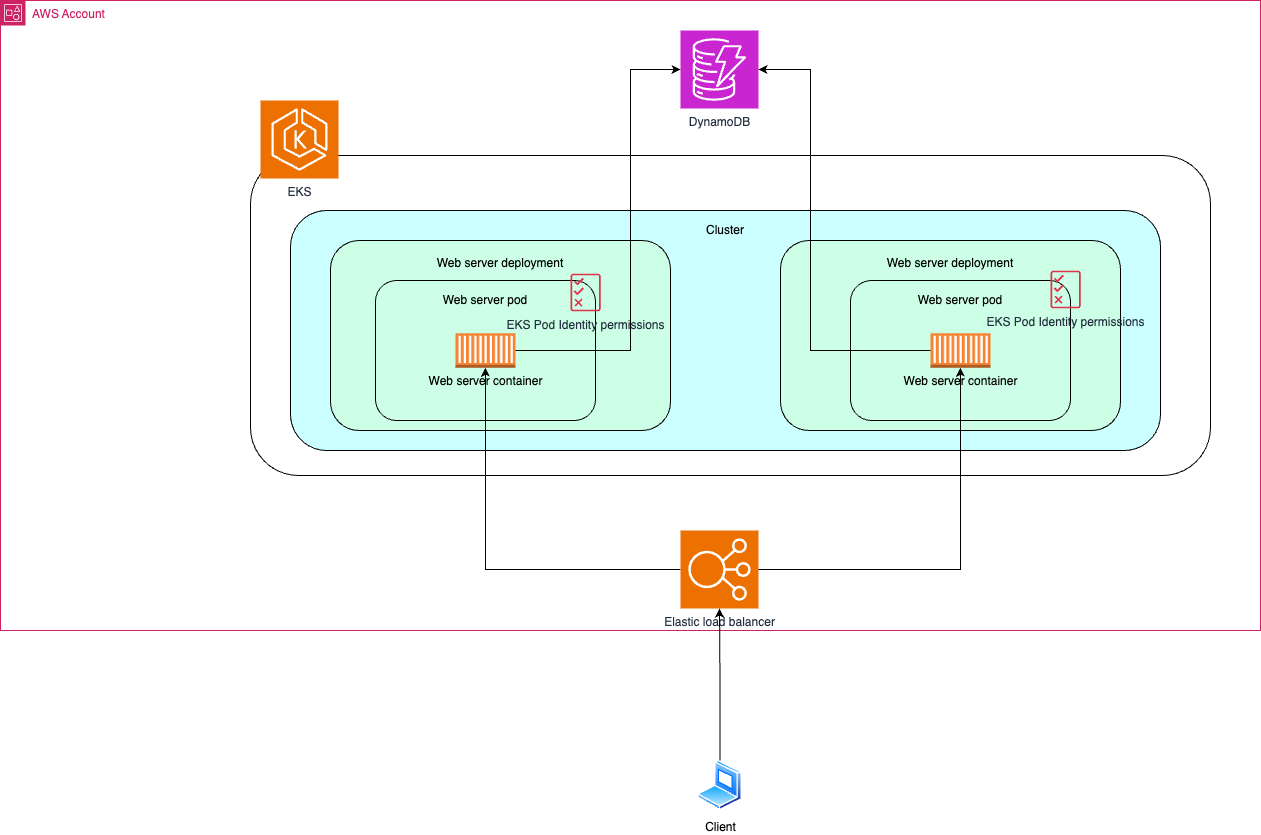 AWS Account
DynamoDB
EKS
Cluster
Web server deployment
Web server deployment
Web server pod
Web server pod
EKS Pod Identity permissions
EKS Pod Identity permissions
Web server container
Web server container
Elastic load balancer
Client